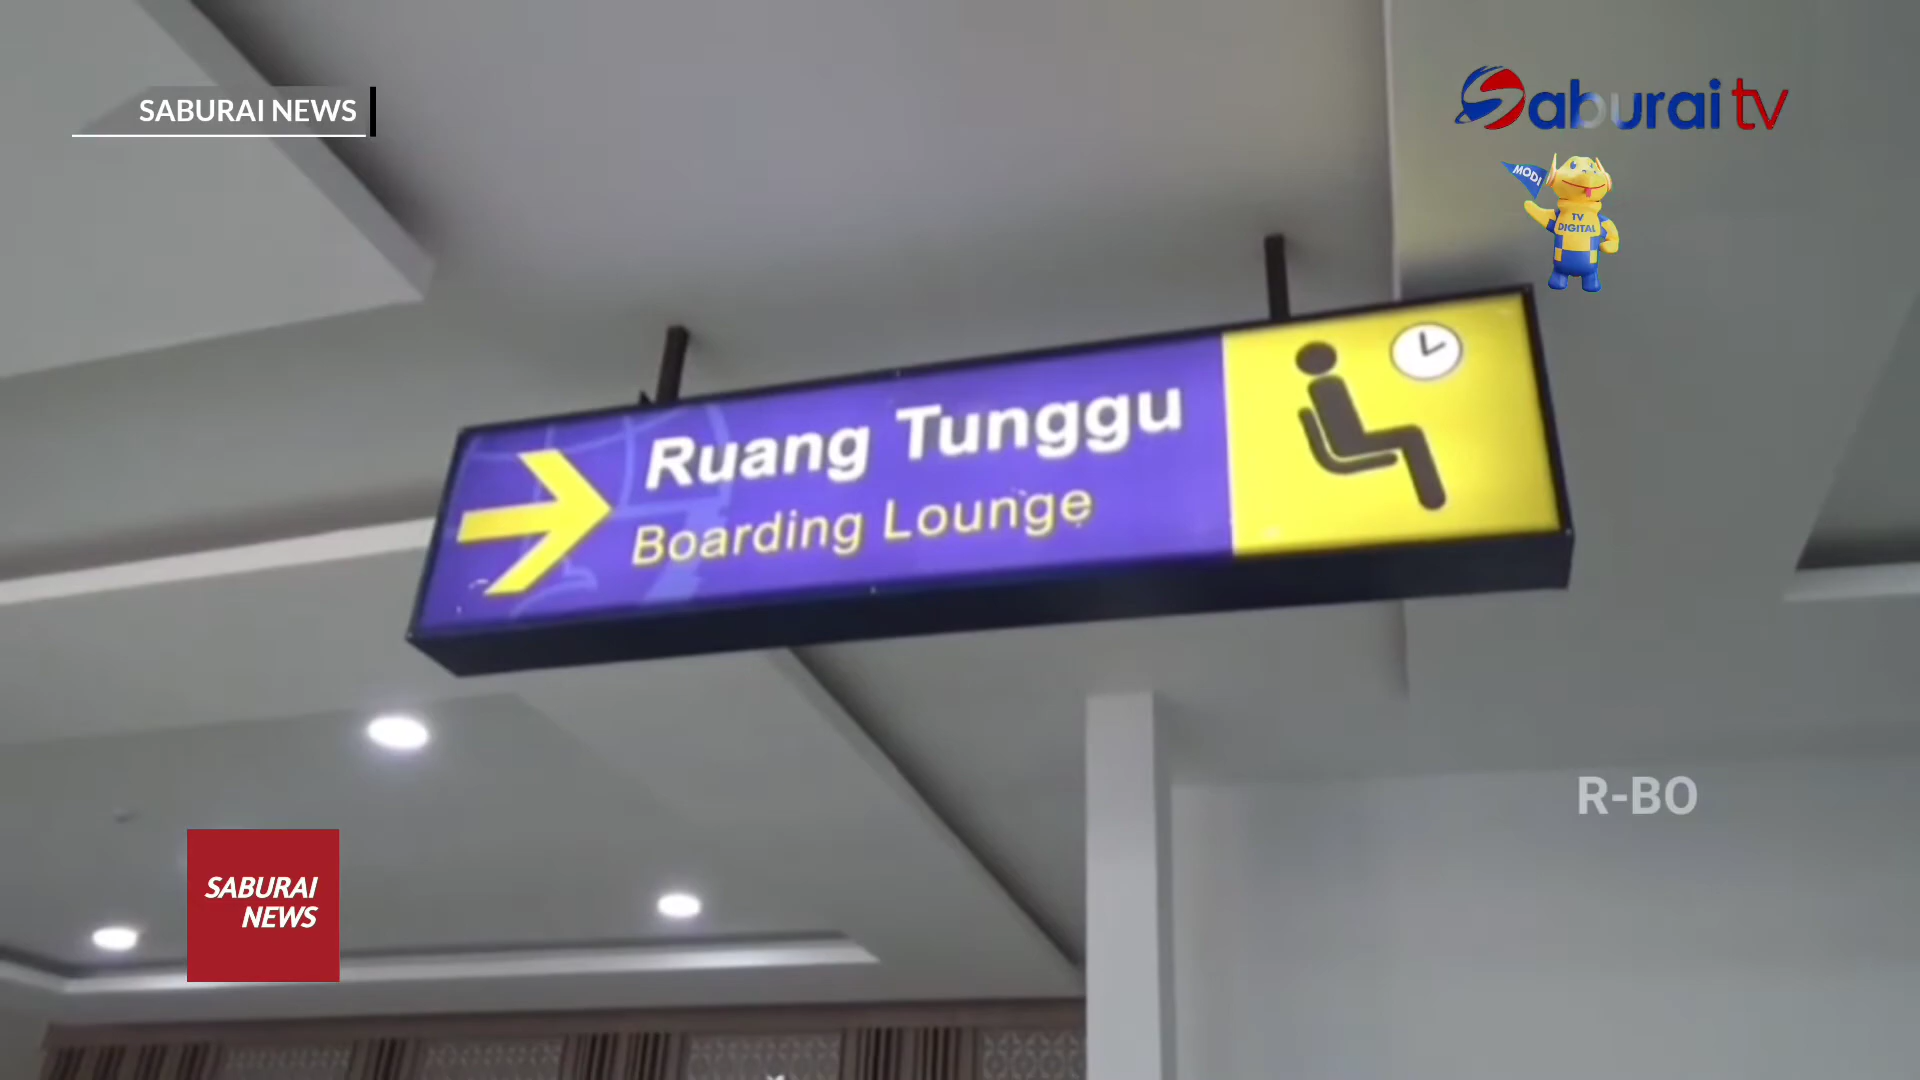 SABURAI NEWS
Saburai tv
MODI
TV
DIGITAL
Ruang Tunggu
Boarding Lounge
R-BO
SABURAI
NEWS